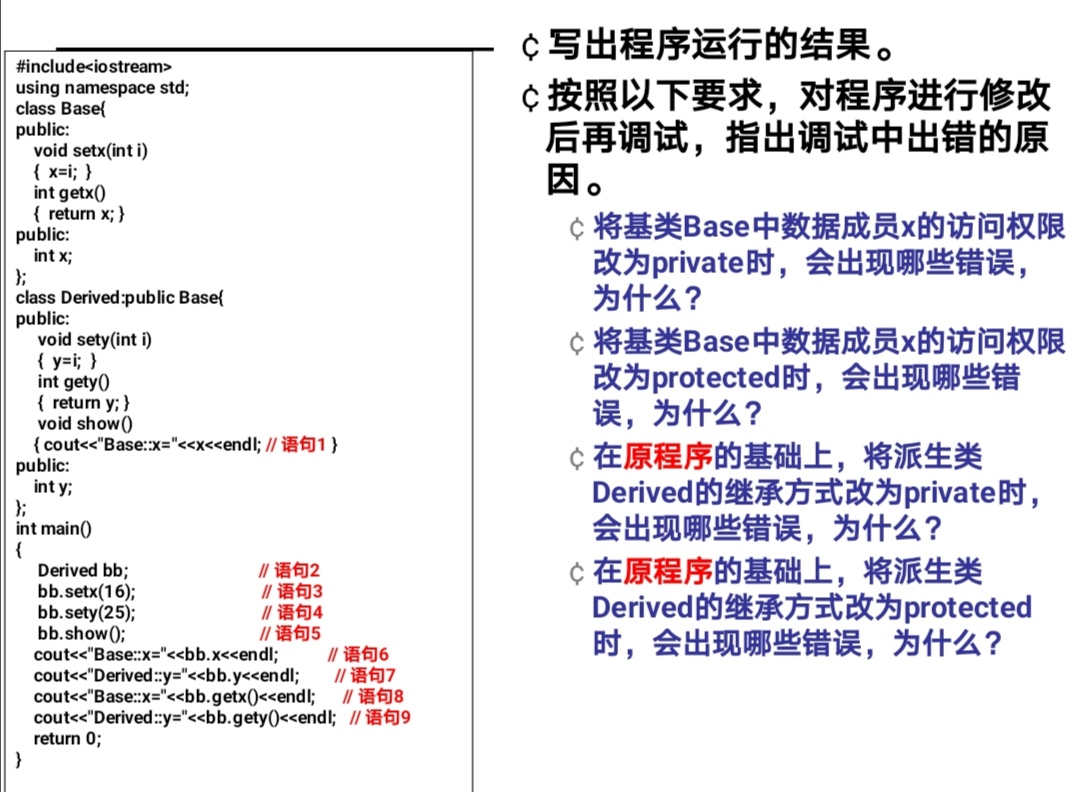 #include<iostream>
using namespace std;
class Base{
public:
void setx(int i)
{ x=i; }
int getx()
{ return x; }
public:
int x;
};
class Derived:public Base{
public:
void sety(int i)
{ y=i; }
int gety()
{ return y; }
void show()
{ cout<<"Base::x="<<x<<endl; // 语句1 }
public:
int y;
};
int main()
{
Derived bb; // 语句2
bb.setx(16); // 语句3
bb.sety(25); // 语句4
bb.show(); // 语句5
cout<<"Base::x="<<bb.x<<endl; // 语句6
cout<<"Derived::y="<<bb.y<<endl; // 语句7
cout<<"Base::x="<<bb.getx()<<endl; // 语句8
cout<<"Derived::y="<<bb.gety()<<endl; // 语句9
return 0;
}
¢ 写出程序运行的结果。
¢ 按照以下要求，对程序进行修改
后再调试，指出调试中出错的原
因。
¢ 将基类Base中数据成员x的访问权限
改为private时，会出现哪些错误，
为什么？
¢ 将基类Base中数据成员x的访问权限
改为protected时，会出现哪些错
误，为什么？
¢ 在原程序的基础上，将派生类
Derived的继承方式改为private时，
会出现哪些错误，为什么？
¢ 在原程序的基础上，将派生类
Derived的继承方式改为protected
时，会出现哪些错误，为什么？